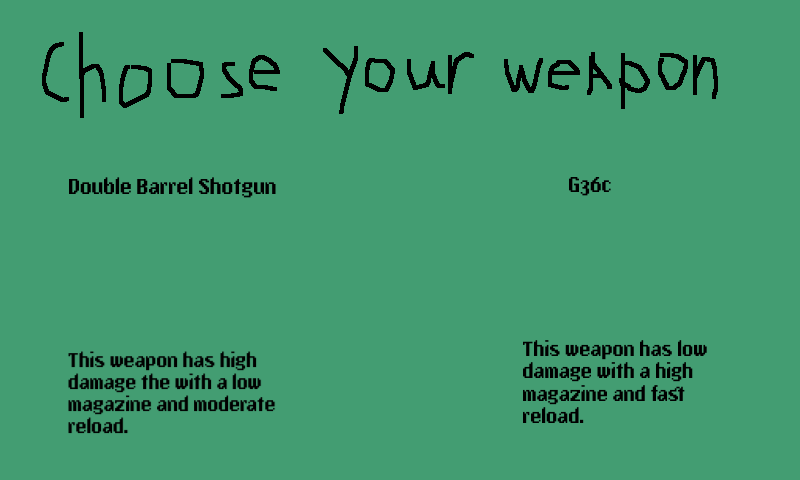 Choose your weapon
Double Barrel Shotgun
G36c
This weapon has high
damage the with a low
magazine and moderate
reload.
This weapon has low
damage with a high
magazine and fast
reload.